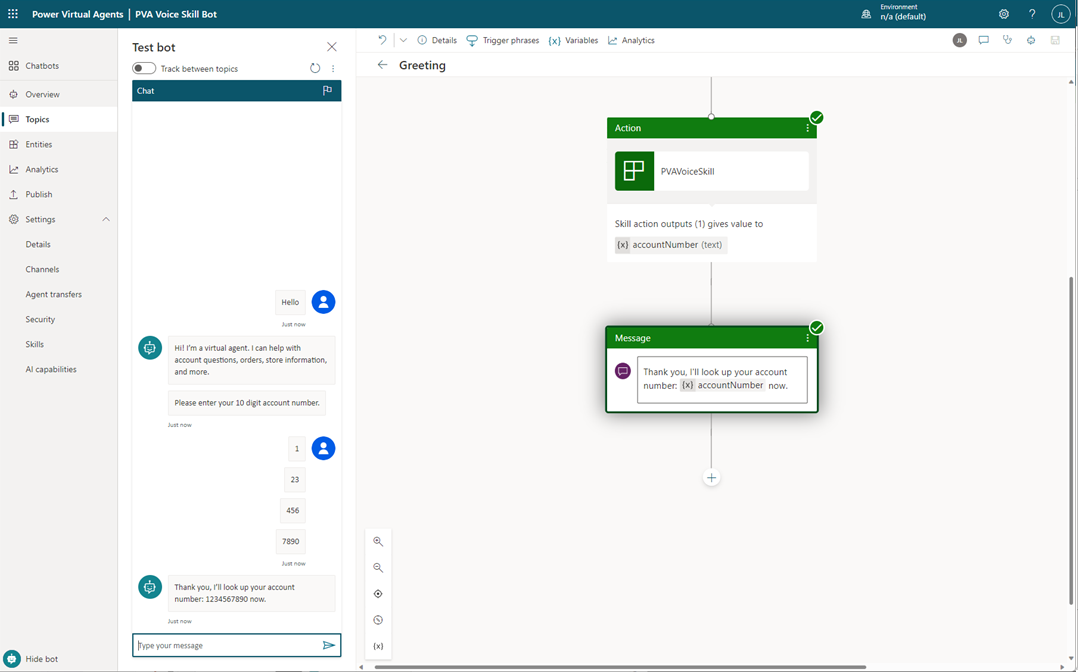 Power Virtual Agents | PVA Voice Skill Bot
Environment
n/a (default)
?
JL
Chatbots
Overview
Topics
Entities
Analytics
Publish
Settings
Details
Channels
Agent transfers
Security
Skills
AI capabilities
Hide bot
Test bot
Track between topics
Chat
Hello
Just now
Hi! I'm a virtual agent. I can help with
account questions, orders, store information,
and more.
Please enter your 10 digit account number.
Just now
1
23
456
7890
Just now
Thank you, I'll look up your account
number: 1234567890 now.
Just now
Type your message
Details
Trigger phrases
{x} Variables
Analytics
JL
Greeting
Action
PVAVoiceSkill
Skill action outputs (1) gives value to
{x} accountNumber (text)
Message
Thank you, I'll look up your account
number: {x} accountNumber now.
{x}